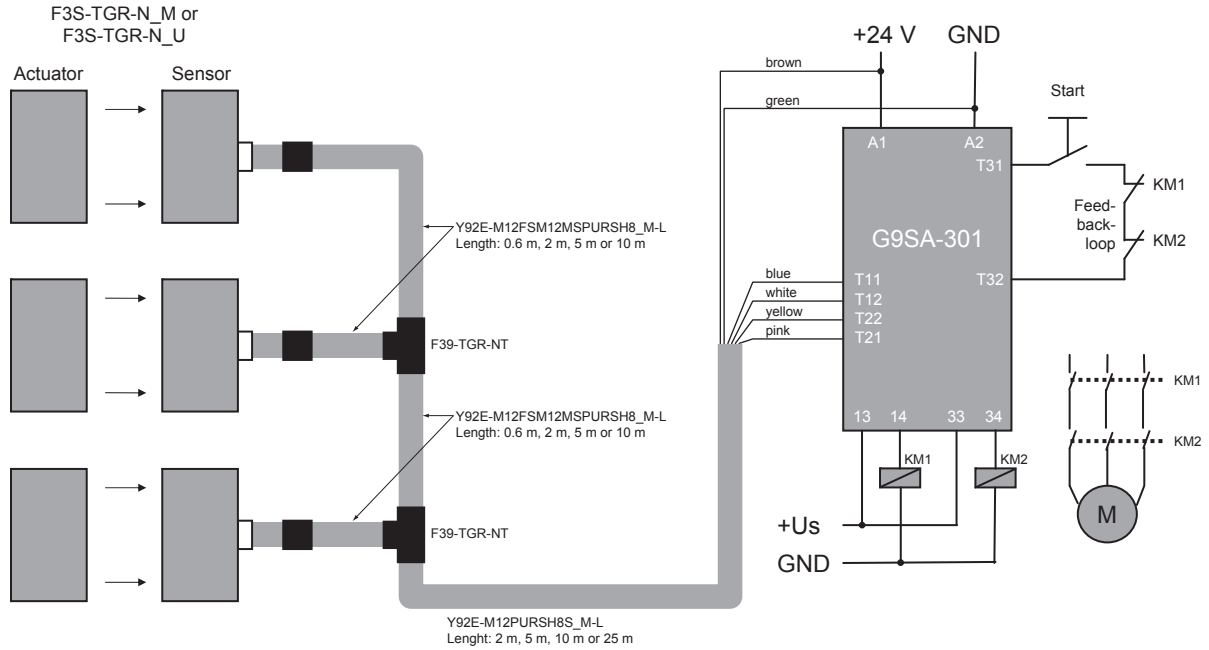 F3S-TGR-N_M or
F3S-TGR-N_U
Actuator
Sensor
+24 V
GND
brown
green
Start
A1
A2
T31
KM1
Feed-
back-
loop
KM2
G9SA-301
Y92E-M12FSM12MSPURSH8_M-L
Length: 0.6 m, 2 m, 5 m or 10 m
blue
white
yellow
pink
T11
T12
T22
T21
T32
F39-TGR-NT
KM1
KM2
M
Y92E-M12FSM12MSPURSH8_M-L
Length: 0.6 m, 2 m, 5 m or 10 m
13
14
33
34
KM1
KM2
+Us
GND
F39-TGR-NT
Y92E-M12PURSH8S_M-L
Lenght: 2 m, 5 m, 10 m or 25 m